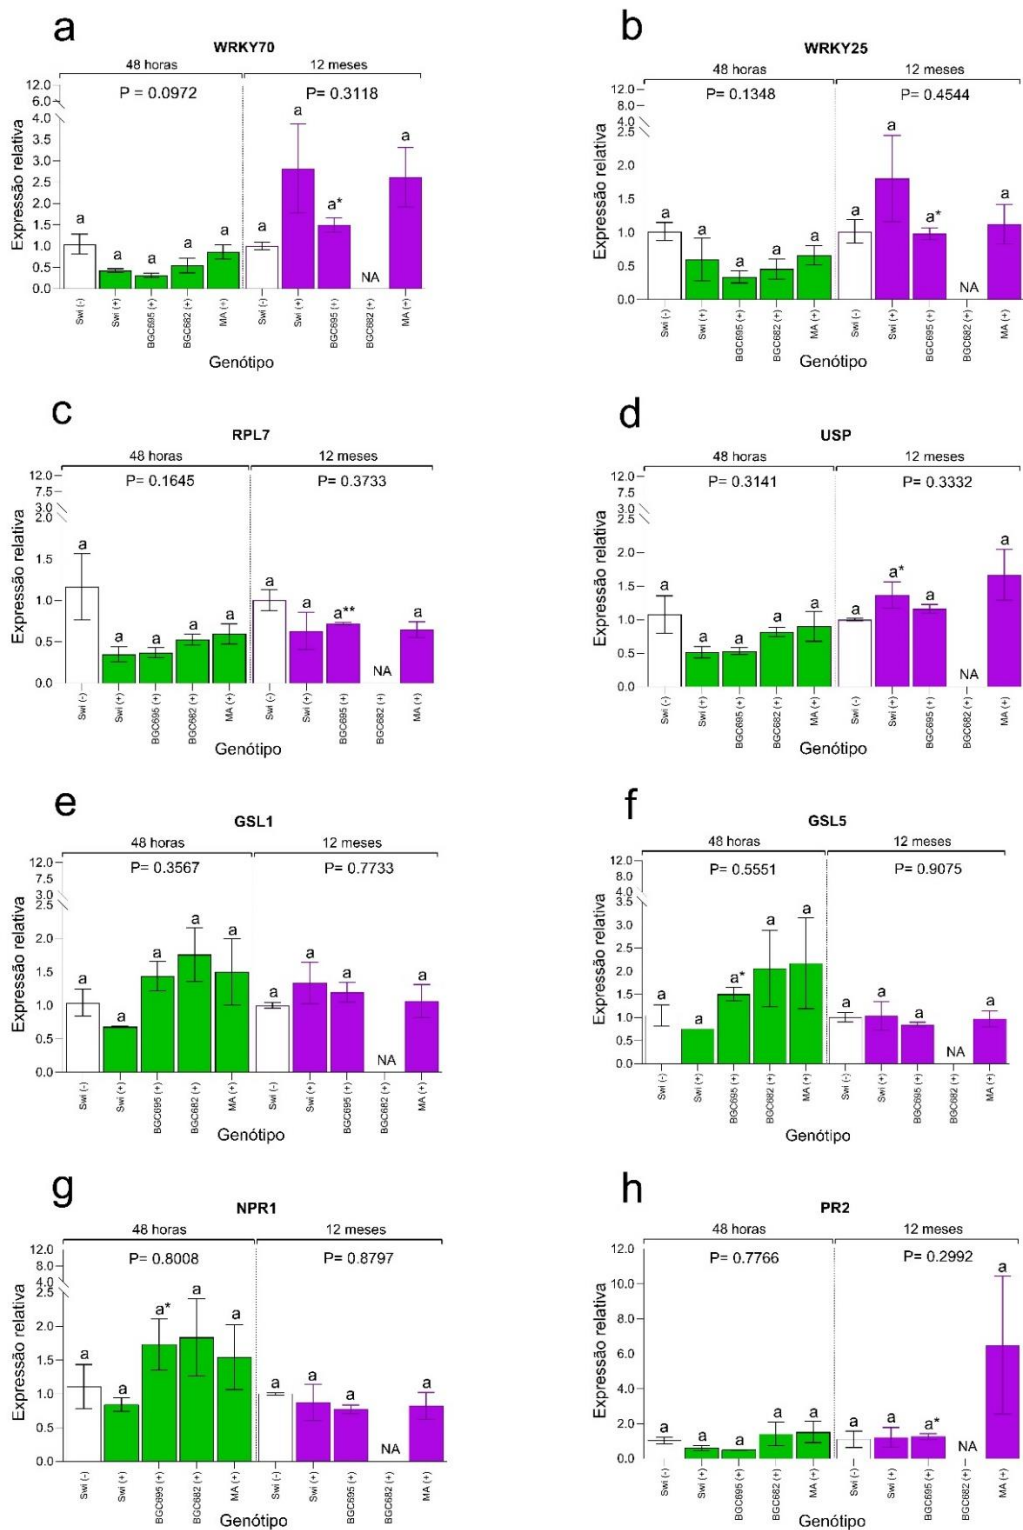 a
WRKY70
48 horas 12 meses
P = 0.0972 P= 0.3118
Expressão relativa
12.0
6.0
4.0
3.5
3.0
2.5
2.0
1.5
1.0
0.5
0.0
a a a a a a a a* NA a
Swi (-) Swi (+) BGC695 (+) BGC682 (+) MA (+) Swi (-) Swi (+) BGC695 (+) BGC682 (+) MA (+)
Genótipo
b
WRKY25
48 horas 12 meses
P= 0.1348 P= 0.4544
Expressão relativa
12.0
8.0
4.0
2.5
2.0
1.5
1.0
0.5
0.0
a a a a a a a a* NA a
Swi (-) Swi (+) BGC695 (+) BGC682 (+) MA (+) Swi (-) Swi (+) BGC695 (+) BGC682 (+) MA (+)
Genótipo
c
RPL7
48 horas 12 meses
P= 0.1645 P= 0.3733
Expressão relativa
12.0
7.5
3.0
2.0
1.5
1.0
0.5
0.0
a a a a a a a a** NA a
Swi (-) Swi (+) BGC695 (+) BGC682 (+) MA (+) Swi (-) Swi (+) BGC695 (+) BGC682 (+) MA (+)
Genótipo
d
USP
48 horas 12 meses
P= 0.3141 P= 0.3332
Expressão relativa
12.0
7.5
3.0
2.5
2.0
1.5
1.0
0.5
0.0
a a a a a a a* a NA a
Swi (-) Swi (+) BGC695 (+) BGC682 (+) MA (+) Swi (-) Swi (+) BGC695 (+) BGC682 (+) MA (+)
Genótipo
e
GSL1
48 horas 12 meses
P= 0.3567 P= 0.7733
Expressão relativa
12.0
7.5
3.0
2.5
2.0
1.5
1.0
0.5
0.0
a a a a a a a a NA a
Swi (-) Swi (+) BGC695 (+) BGC682 (+) MA (+) Swi (-) Swi (+) BGC695 (+) BGC682 (+) MA (+)
Genótipo
f
GSL5
48 horas 12 meses
P= 0.5551 P= 0.9075
Expressão relativa
12.0
8.0
4.0
3.5
3.0
2.5
2.0
1.5
1.0
0.5
0.0
a a a* a a a a a NA a
Swi (-) Swi (+) BGC695 (+) BGC682 (+) MA (+) Swi (-) Swi (+) BGC695 (+) BGC682 (+) MA (+)
Genótipo
g
NPR1
48 horas 12 meses
P= 0.8008 P= 0.8797
Expressão relativa
12.0
8.0
4.0
2.5
2.0
1.5
1.0
0.5
0.0
a a a* a a a a a NA a
Swi (-) Swi (+) BGC695 (+) BGC682 (+) MA (+) Swi (-) Swi (+) BGC695 (+) BGC682 (+) MA (+)
Genótipo
h
PR2
48 horas 12 meses
P= 0.7766 P= 0.2992
Expressão relativa
12.0
10.0
8.0
6.0
4.0
2.0
0.0
a a a a a a a a* NA a
Swi (-) Swi (+) BGC695 (+) BGC682 (+) MA (+) Swi (-) Swi (+) BGC695 (+) BGC682 (+) MA (+)
Genótipo